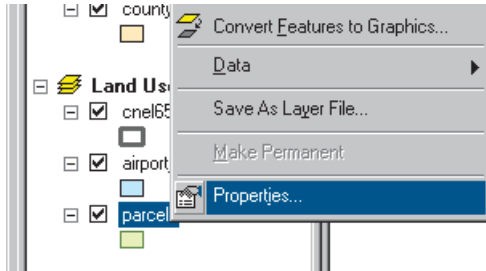 county
Convert Features to Graphics...
Data
Land Us
Save As Layer File...
cnel65
Make Permanent
airport
Properties...
parcel